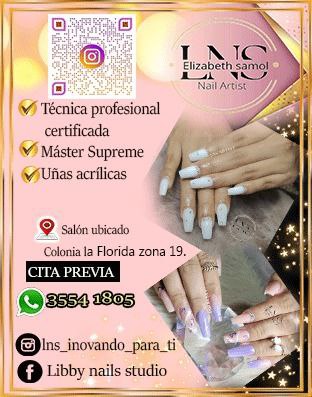 LNS
Elizabeth samol
Nail Artist
Técnica profesional
certificada
Máster Supreme
Uñas acrílicas
Salón ubicado
Colonia la Florida zona 19.
CITA PREVIA
3554 1805
lns_inovando_para_ti
Libby nails studio